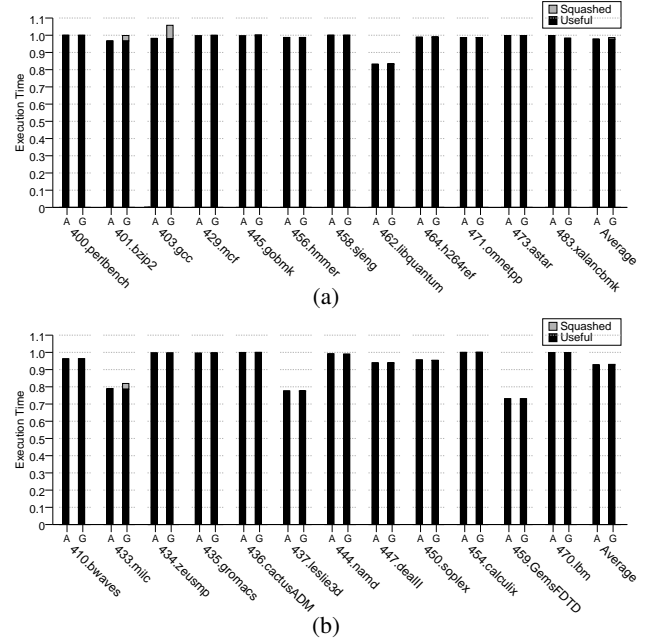 Squashed
Useful
Execution Time
1.1
1.0
0.9
0.8
0.7
0.6
0.5
0.4
0.3
0.2
0.1
0
A G A G A G A G A G A G A G A G A G A G A G A G A G
400.perlbench
401.bzip2
403.gcc
429.mcf
445.gobmk
456.hmmer
458.sjeng
462.libquantum
464.h264ref
471.omnetpp
473.astar
483.xalancbmk
Average
(a)
Squashed
Useful
Execution Time
1.1
1.0
0.9
0.8
0.7
0.6
0.5
0.4
0.3
0.2
0.1
0
A G A G A G A G A G A G A G A G A G A G A G A G A G
410.bwaves
433.milc
434.zeusmp
435.gromacs
436.cactusADM
437.leslie3d
444.namd
447.dealII
450.soplex
454.calculix
459.GemsFDTD
470.lbm
Average
(b)